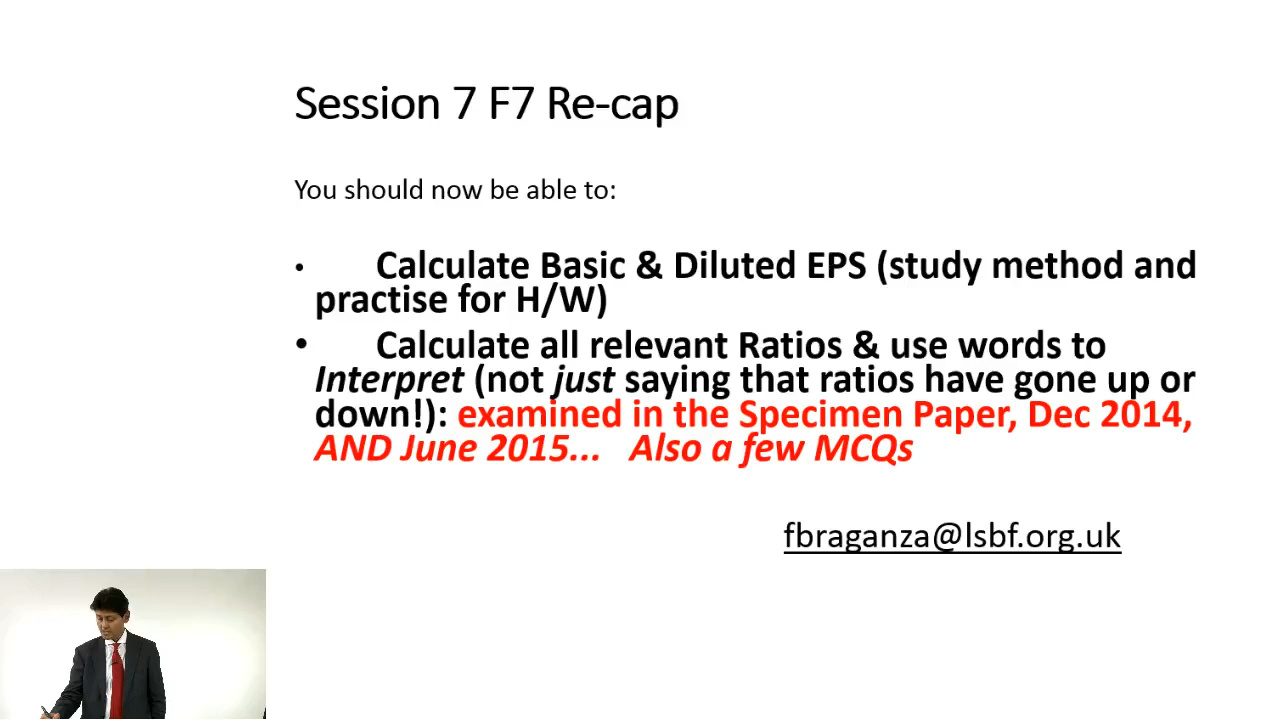 Session 7 F7 Re-cap
You should now be able to:
• Calculate Basic & Diluted EPS (study method and
practise for H/W)
• Calculate all relevant Ratios & use words to
Interpret (not just saying that ratios have gone up or
down!): examined in the Specimen Paper, Dec 2014,
AND June 2015... Also a few MCQs
fbraganza@lsbf.org.uk